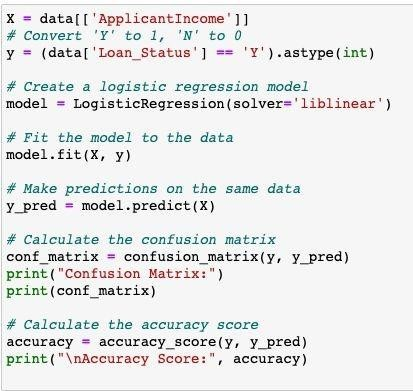 X = data[['ApplicantIncome']]
# Convert 'Y' to 1, 'N' to 0
y = (data['Loan_Status'] == 'Y').astype(int)
# Create a logistic regression model
model = LogisticRegression(solver='liblinear')
# Fit the model to the data
model.fit(X, y)
# Make predictions on the same data
y_pred = model.predict(X)
# Calculate the confusion matrix
conf_matrix = confusion_matrix(y, y_pred)
print("Confusion Matrix:")
print(conf_matrix)
# Calculate the accuracy score
accuracy = accuracy_score(y, y_pred)
print("\nAccuracy Score:", accuracy)